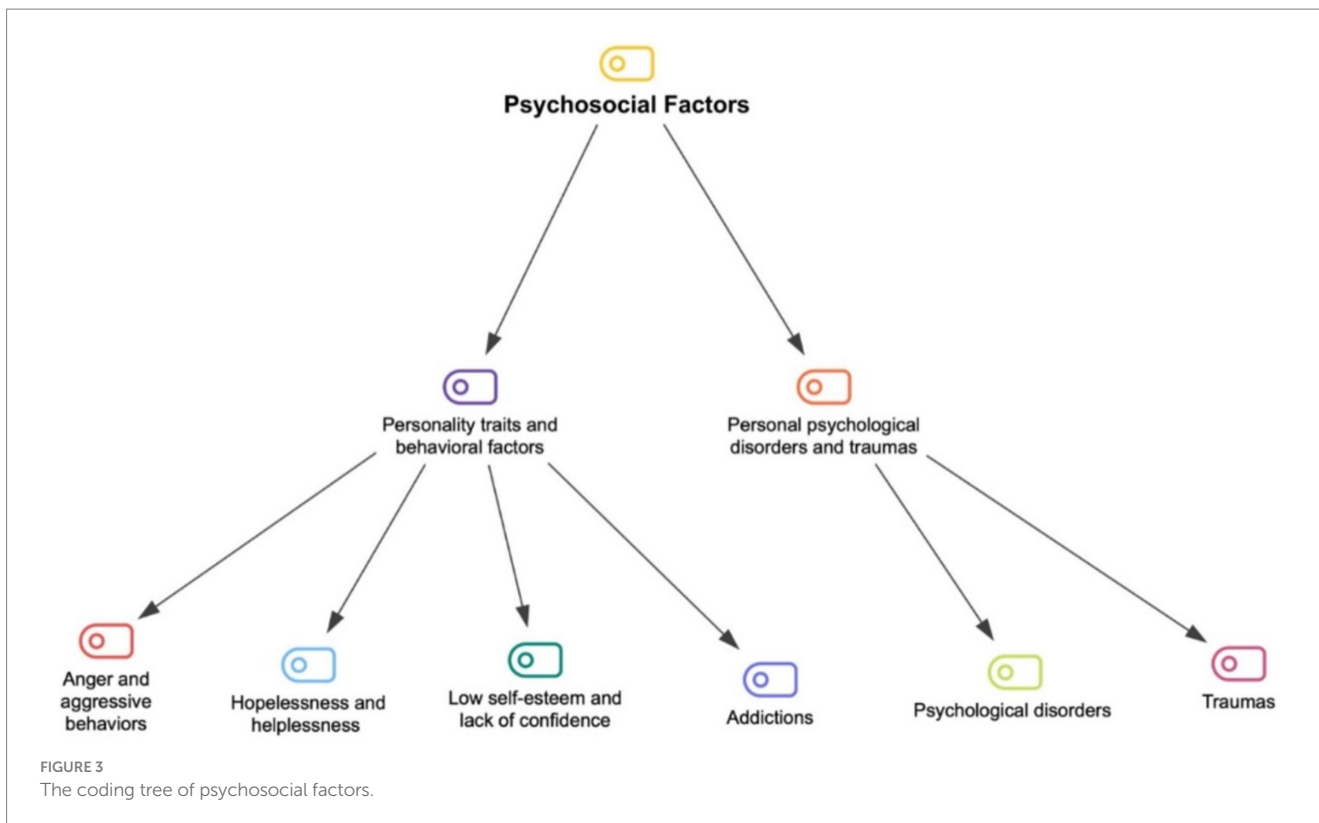 Psychosocial Factors
Personality traits and
behavioral factors
Personal psychological
disorders and traumas
Anger and
aggressive
behaviors
Hopelessness and
helplessness
Low self-esteem and
lack of confidence
Addictions
Psychological disorders
Traumas
FIGURE 3
The coding tree of psychosocial factors.